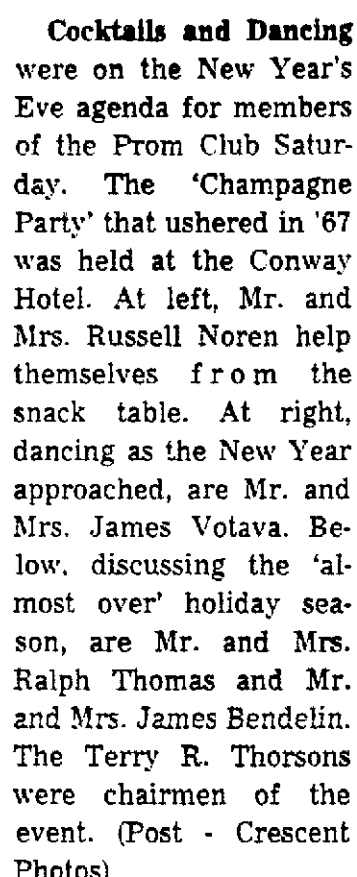 Cocktails and Dancing
were on the New Year's
Eve agenda for members
of the Prom Club Satur-
day. The 'Champagne
Party' that ushered in '67
was held at the Conway
Hotel. At left, Mr. and
Mrs. Russell Noren help
themselves from the
snack table. At right,
dancing as the New Year
approached, are Mr. and
Mrs. James Votava. Be-
low, discussing the 'al-
most over' holiday sea-
son, are Mr. and Mrs.
Ralph Thomas and Mr.
and Mrs. James Bendelin.
The Terry R. Thorsons
were chairmen of the
event. (Post - Crescent
Photos)